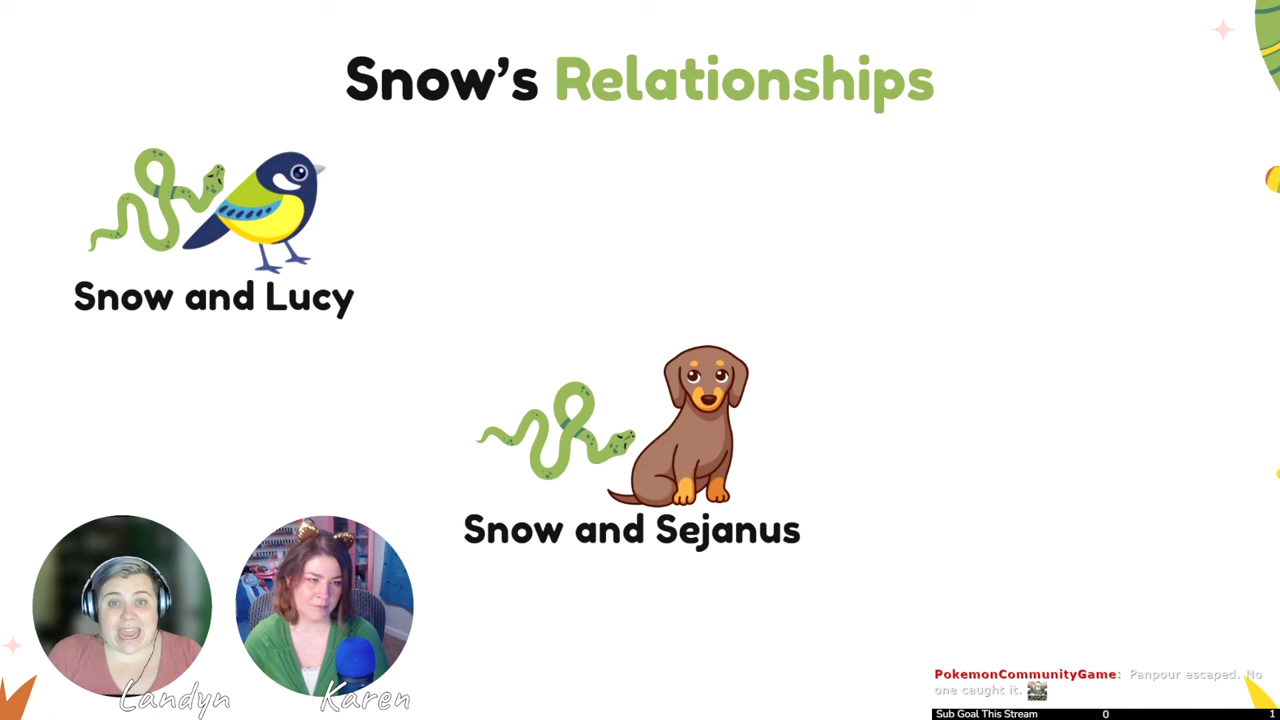 Snow's Relationships
Snow and Lucy
Snow and Sejanus
Landyn
Karen
PokemonCommunityGame: Panpour escaped. No
one caught it.
Sub Goal This Stream 0 1